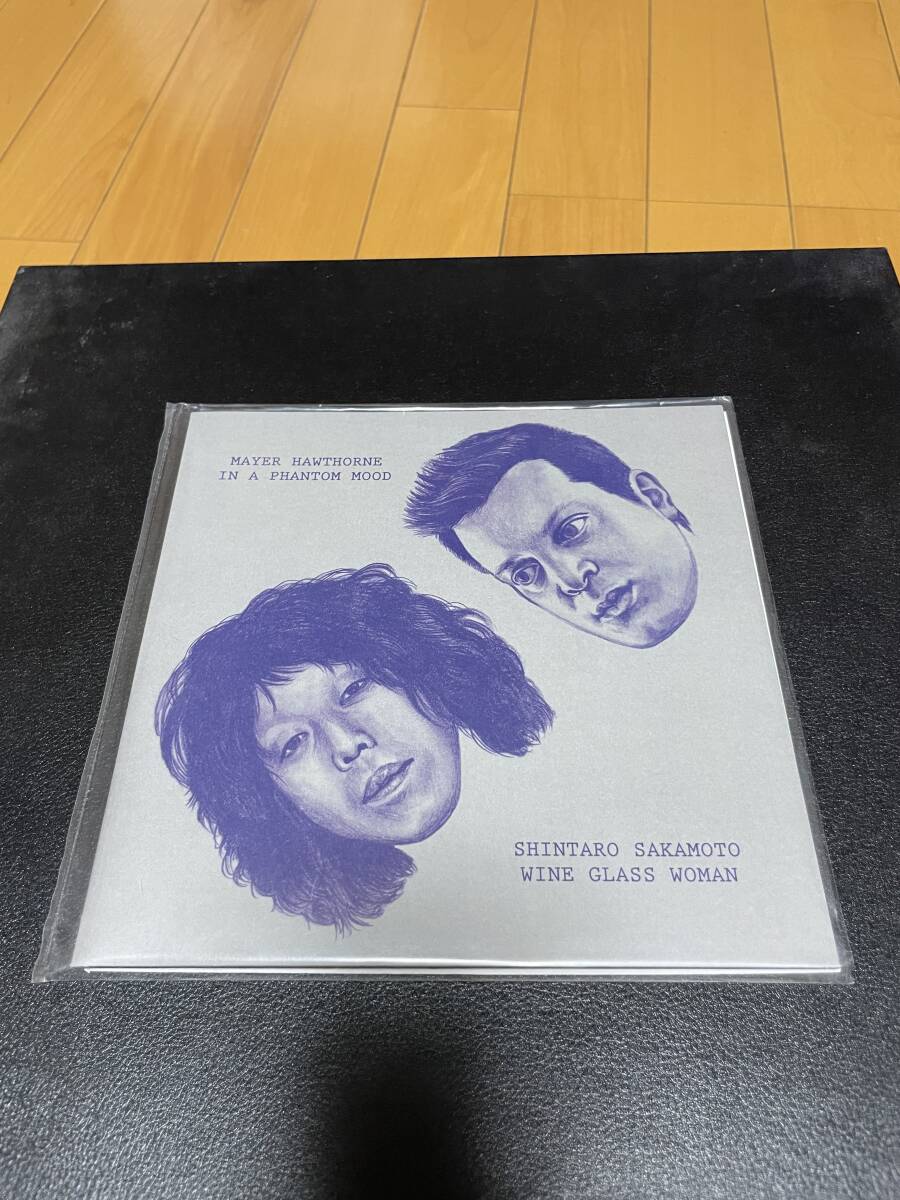 MAYER HAWTHORNE
IN A PHANTOM MOOD
SHINTARO SAKAMOTO
WINE GLASS WOMAN